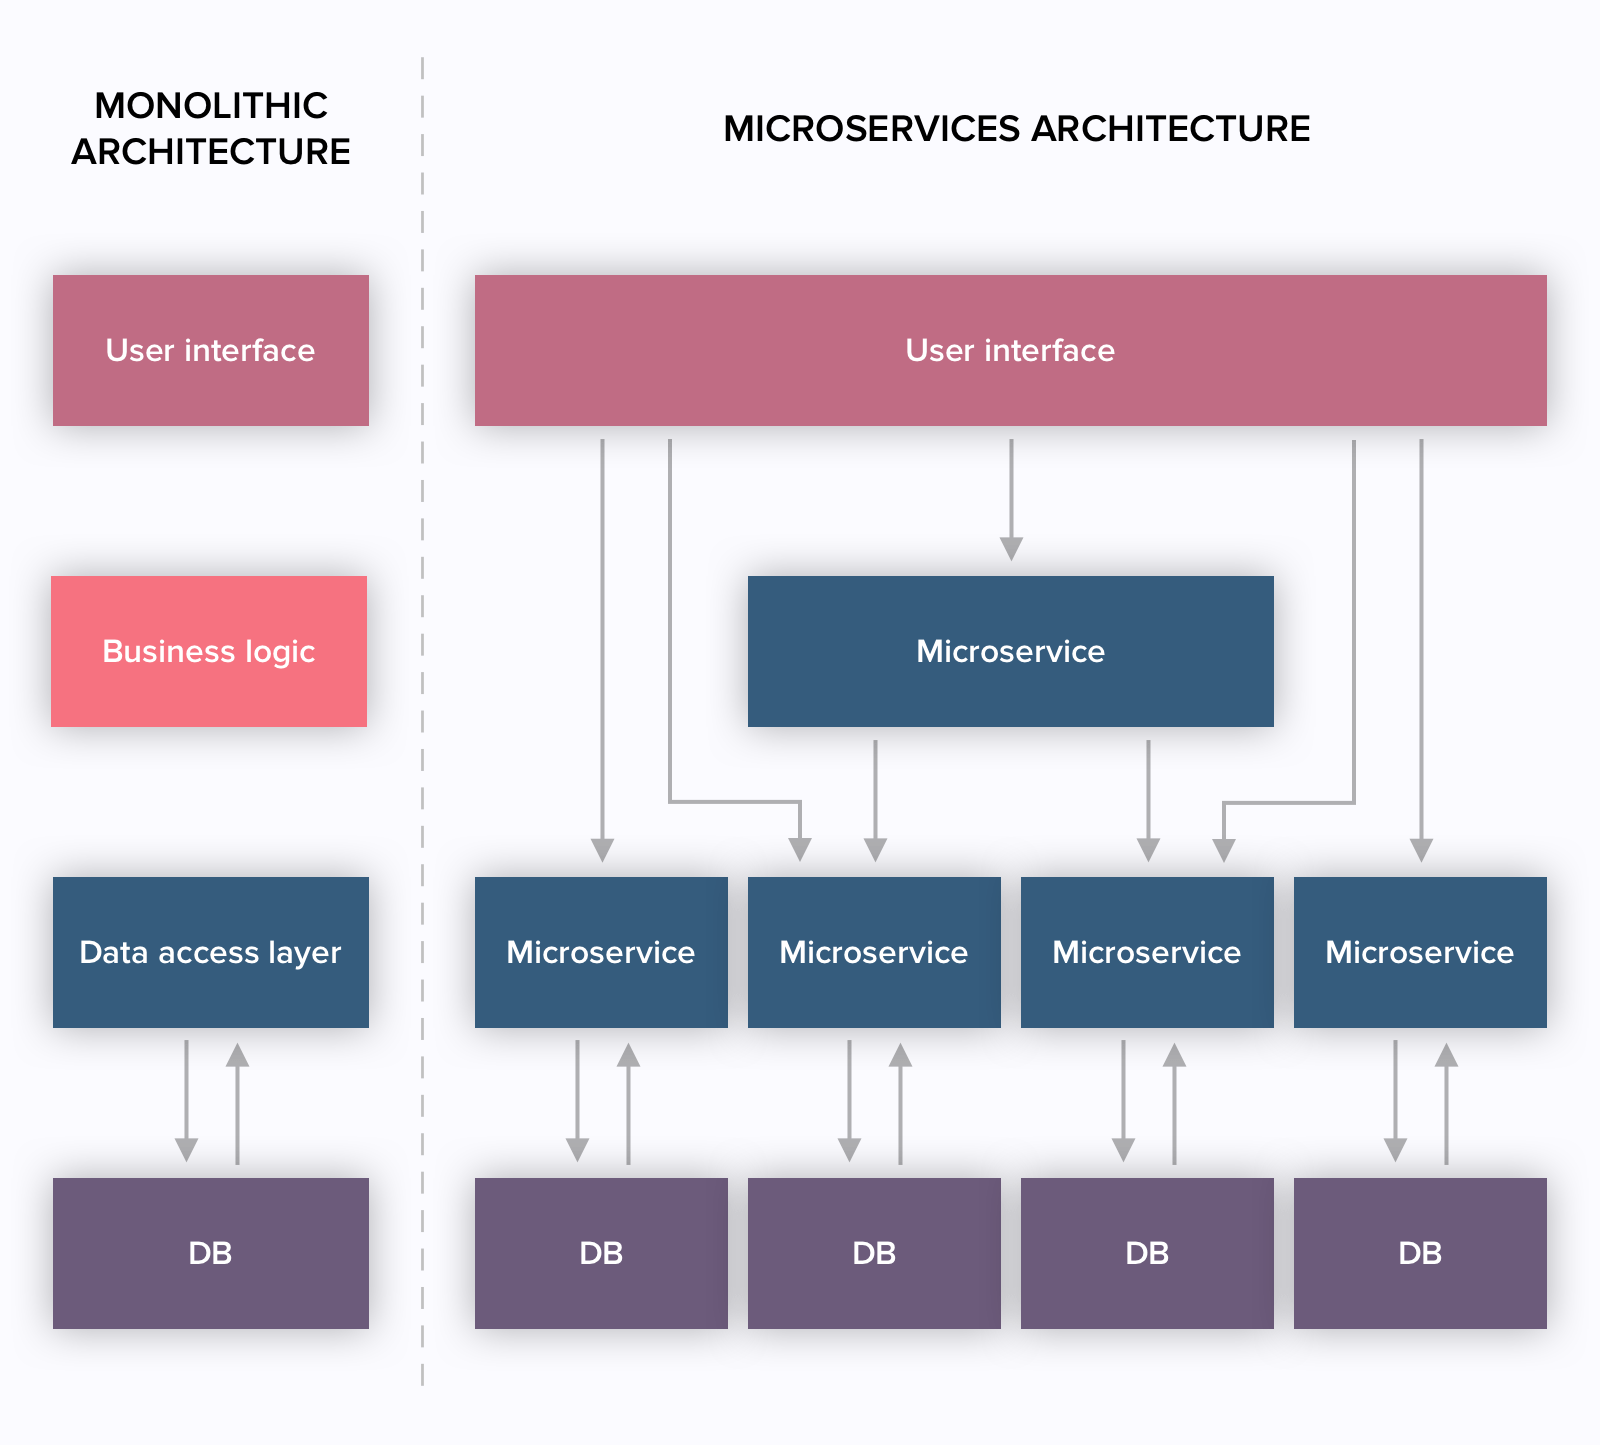 MONOLITHIC
ARCHITECTURE
MICROSERVICES ARCHITECTURE
User interface
User interface
Business logic
Microservice
Data access layer
Microservice
Microservice
Microservice
Microservice
DB
DB
DB
DB
DB